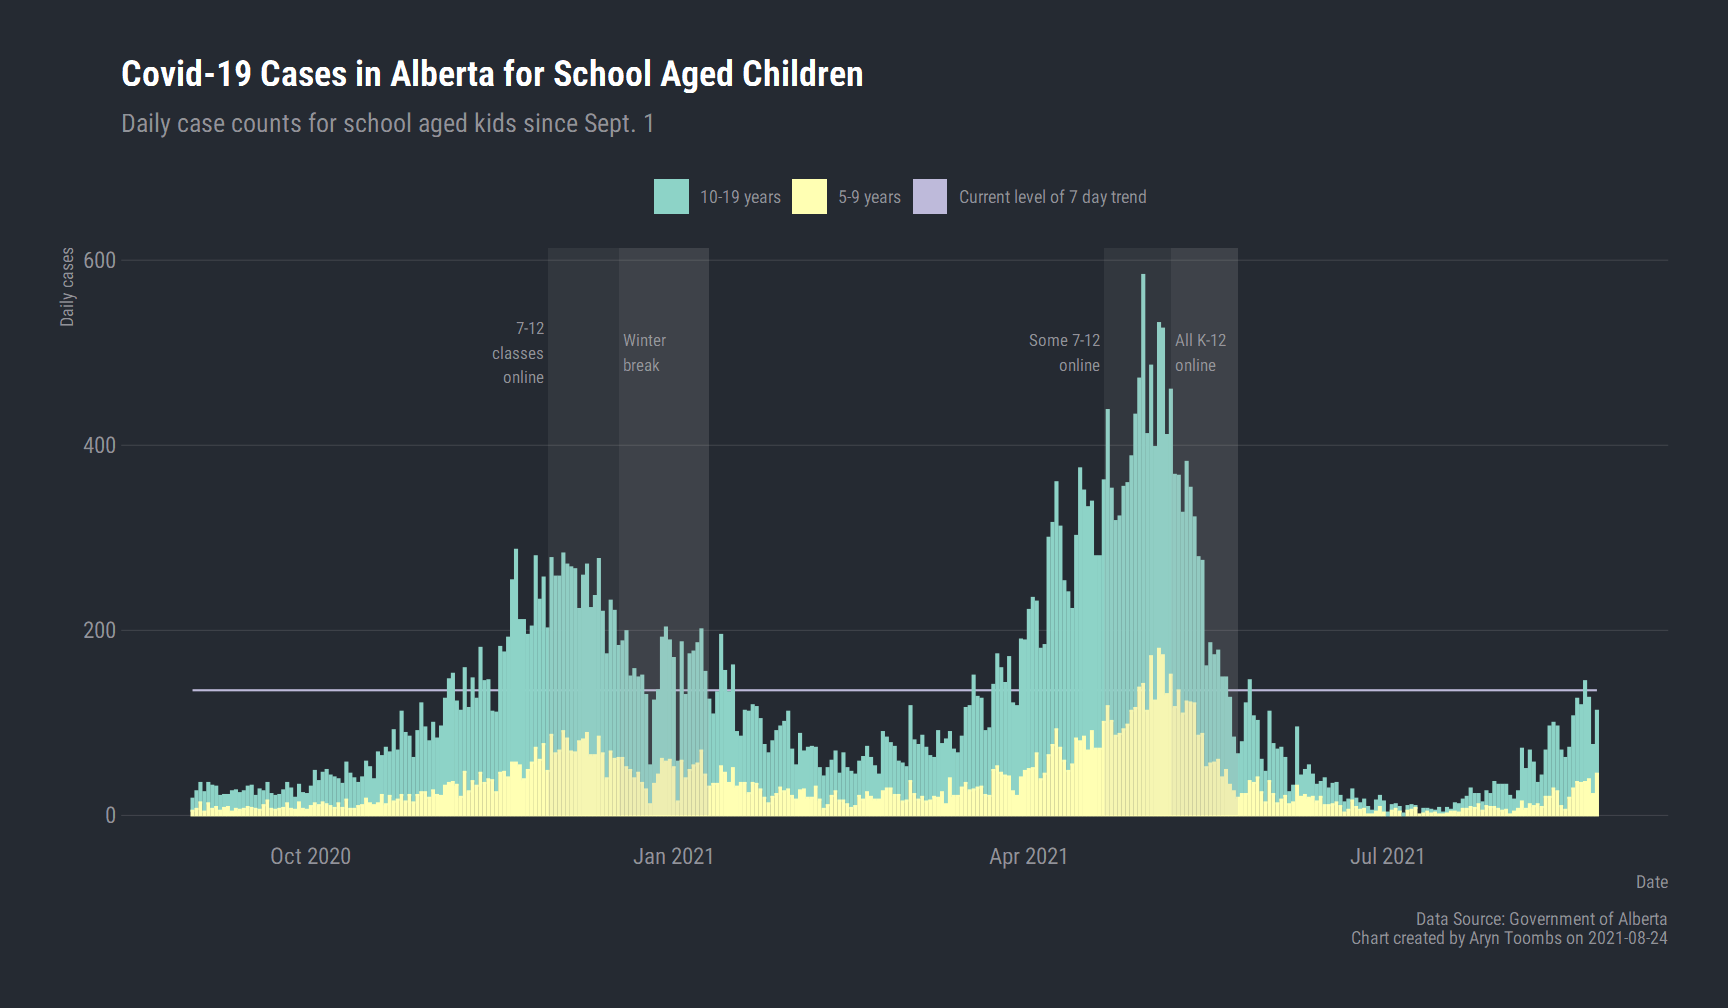 Covid-19 Cases in Alberta for School Aged Children
Daily case counts for school aged kids since Sept. 1
10-19 years
5-9 years
Current level of 7 day trend
Daily cases
600
400
200
0
7-12
classes
online
Winter
break
Some 7-12
online
All K-12
online
Oct 2020
Jan 2021
Apr 2021
Jul 2021
Date
Data Source: Government of Alberta
Chart created by Aryn Toombs on 2021-08-24